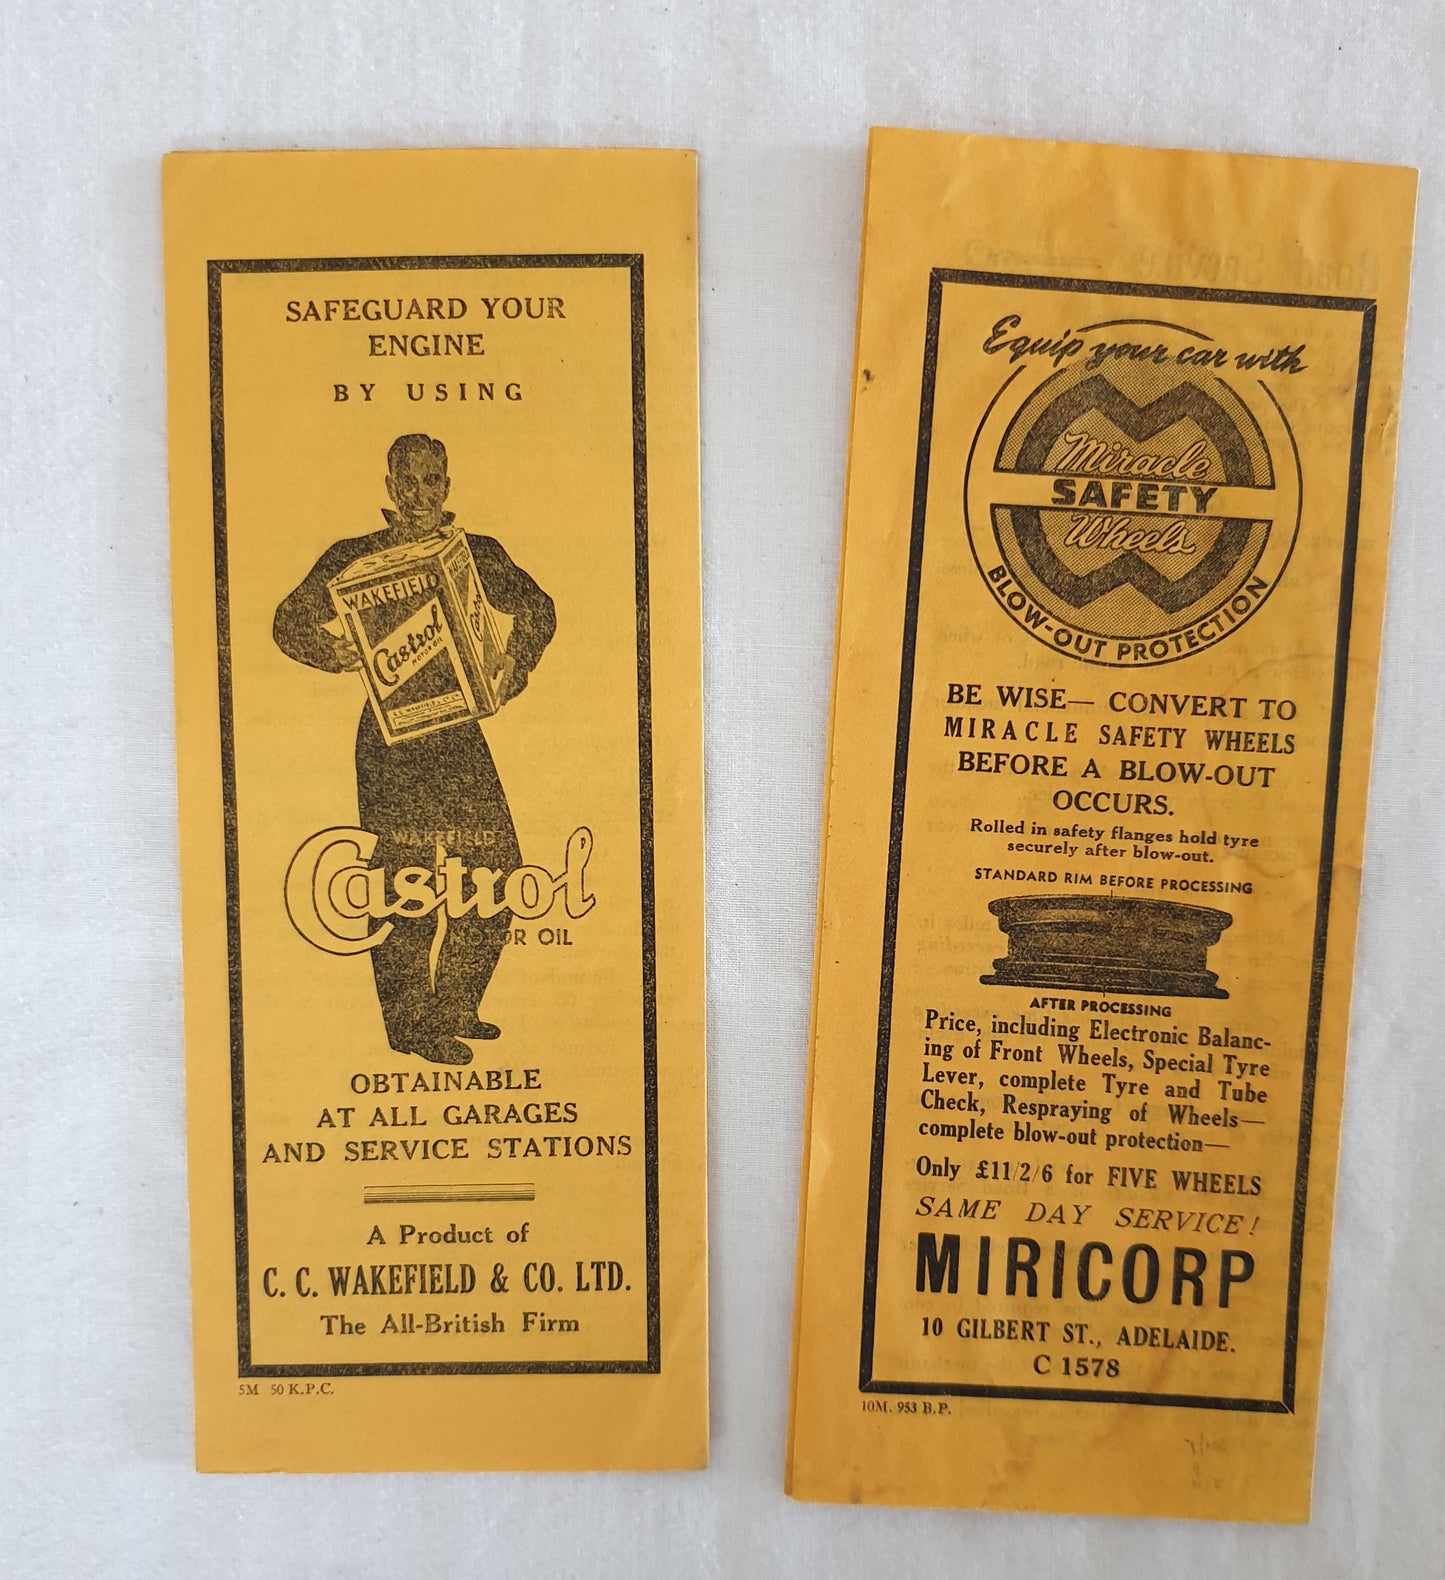 SAFEGUARD YOUR
ENGINE
BY USING
WAKEFIELD
Castrol
MOTOR OIL
Castrol
WAKEFIELD
Castrol
MOTOR OIL
OBTAINABLE
AT ALL GARAGES
AND SERVICE STATIONS
A Product of
C. C. WAKEFIELD & CO. LTD.
The All-British Firm
5M 50 K.P.C.
Equip your car with
Miracle
SAFETY
Wheels
BLOW-OUT PROTECTION
BE WISE— CONVERT TO
MIRACLE SAFETY WHEELS
BEFORE A BLOW-OUT
OCCURS.
Rolled in safety flanges hold tyre
securely after blow-out.
STANDARD RIM BEFORE PROCESSING
AFTER PROCESSING
Price, including Electronic Balanc-
ing of Front Wheels, Special Tyre
Lever, complete Tyre and Tube
Check, Respraying of Wheels—
complete blow-out protection—
Only £11/2/6 for FIVE WHEELS
SAME DAY SERVICE!
MIRICORP
10 GILBERT ST., ADELAIDE.
C 1578
10M. 953 B.P.